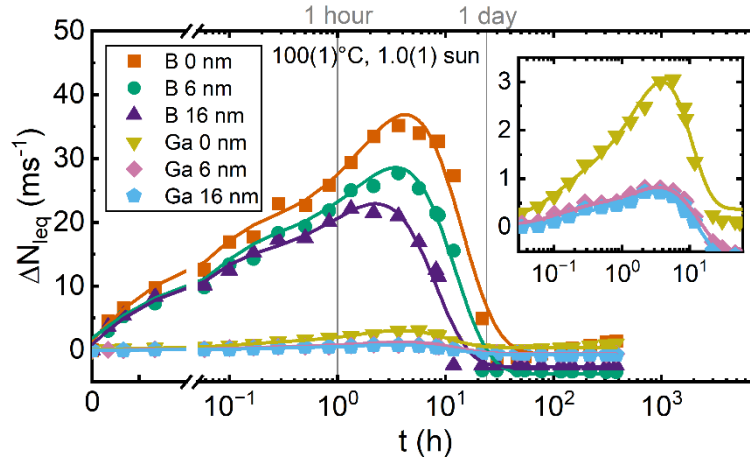 1 hour 1 day
100(1)°C, 1.0(1) sun
50
40
30
20
10
0
ΔN_leq (ms⁻¹)
B 0 nm
B 6 nm
B 16 nm
Ga 0 nm
Ga 6 nm
Ga 16 nm
3
2
1
0
10⁻¹ 10⁰ 10¹
0 10⁻¹ 10⁰ 10¹ 10² 10³
t (h)